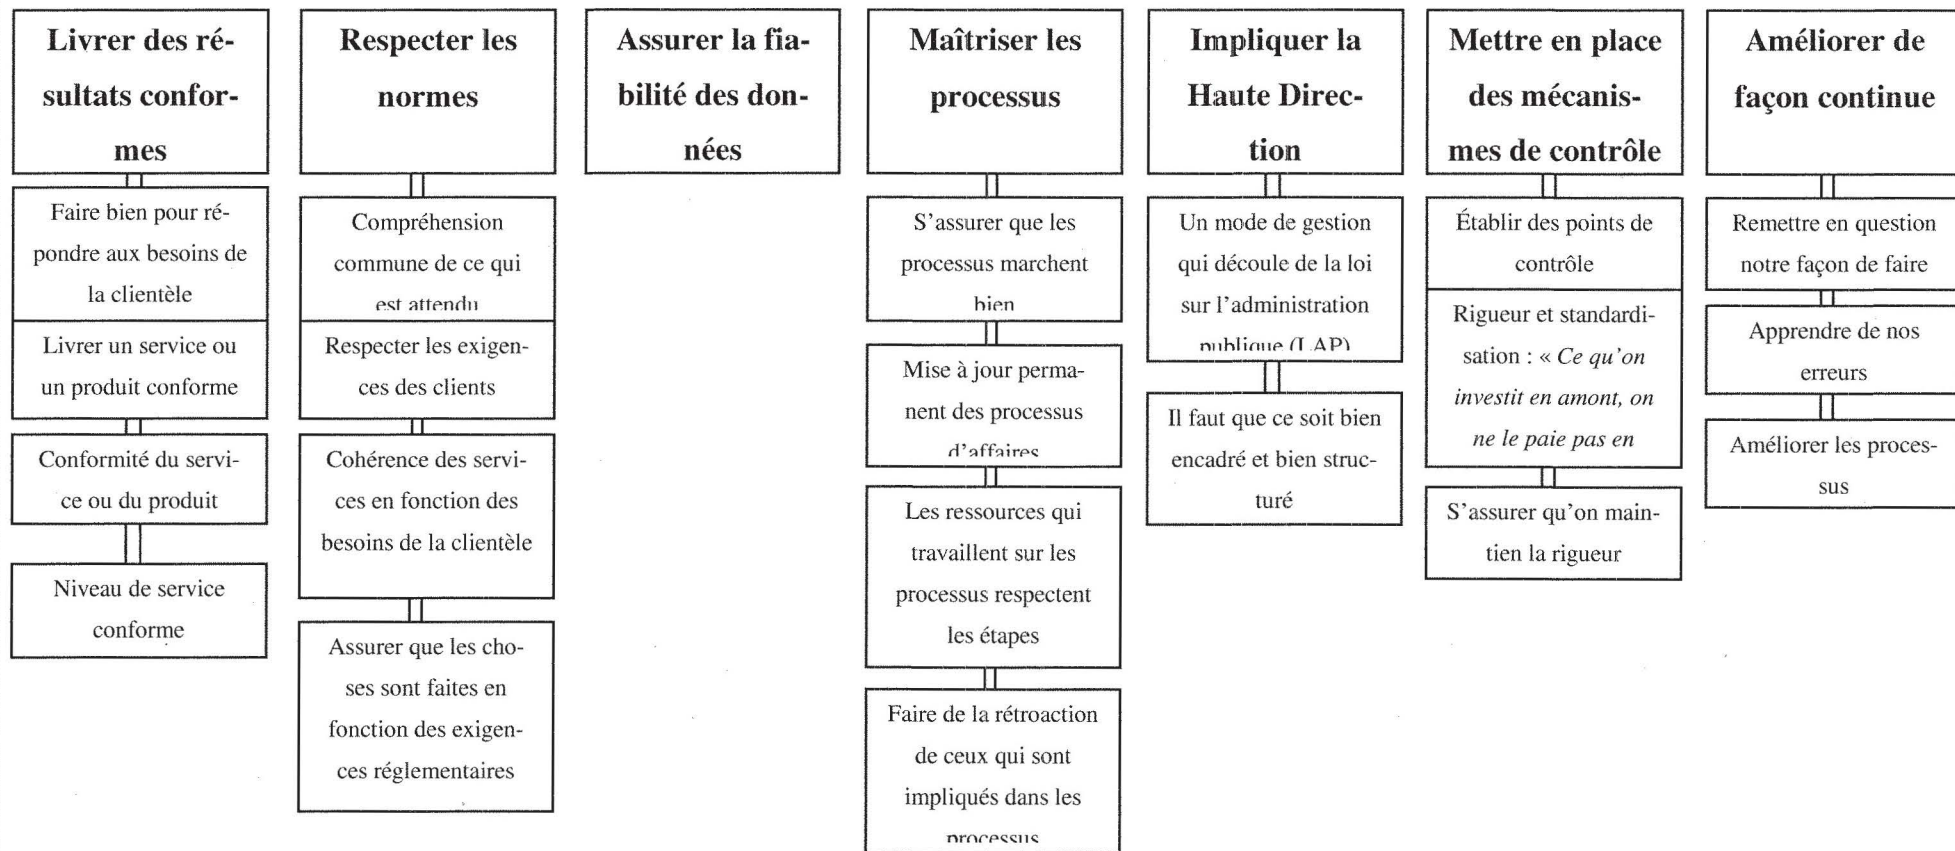 Livrer des ré-
sultats confor-
mes
Faire bien pour ré-
pondre aux besoins de
la clientèle
Livrer un service ou
un produit conforme
Conformité du servi-
ce ou du produit
Niveau de service
conforme
Respecter les
normes
Compréhension
commune de ce qui
est attendu
Respecter les exigen-
ces des clients
Cohérence des servi-
ces en fonction des
besoins de la clientèle
Assurer que les cho-
ses sont faites en
fonction des exigen-
ces réglementaires
Assurer la fia-
bilité des don-
nées
Maîtriser les
processus
S'assurer que les
processus marchent
bien
Mise à jour perma-
nent des processus
d'affaires
Les ressources qui
travaillent sur les
processus respectent
les étapes
Faire de la rétroaction
de ceux qui sont
impliqués dans les
processus
Impliquer la
Haute Direc-
tion
Un mode de gestion
qui découle de la loi
sur l'administration
publique (LAP)
Il faut que ce soit bien
encadré et bien struc-
turé
Mettre en place
des mécanis-
mes de contrôle
Établir des points de
contrôle
Rigueur et standardi-
sation : « Ce qu'on
investit en amont, on
ne le paie pas en
S'assurer qu'on main-
tien la rigueur
Améliorer de
façon continue
Remettre en question
notre façon de faire
Apprendre de nos
erreurs
Améliorer les proces-
sus